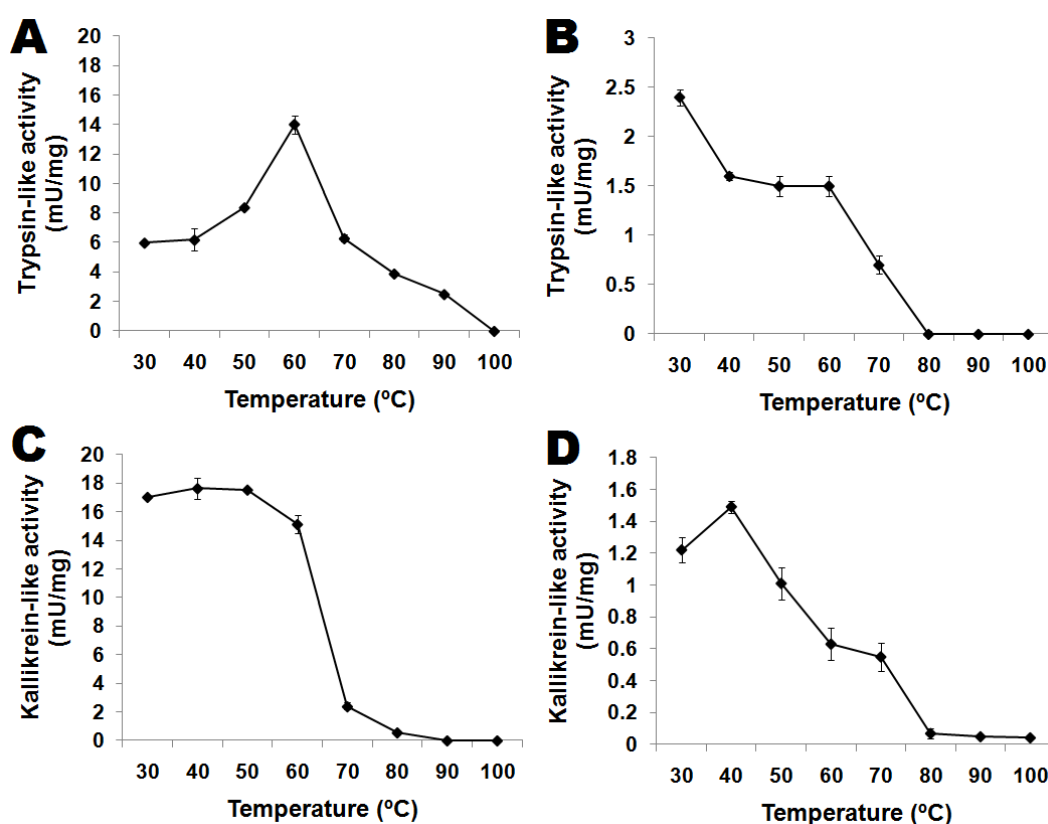 A
Trypsin-like activity
(mU/mg)
20
18
16
14
12
10
8
6
4
2
0
30 40 50 60 70 80 90 100
Temperature (ºC)
B
Trypsin-like activity
(mU/mg)
3
2.5
2
1.5
1
0.5
0
30 40 50 60 70 80 90 100
Temperature (ºC)
C
Kallikrein-like activity
(mU/mg)
20
18
16
14
12
10
8
6
4
2
0
30 40 50 60 70 80 90 100
Temperature (ºC)
D
Kallikrein-like activity
(mU/mg)
1.8
1.6
1.4
1.2
1
0.8
0.6
0.4
0.2
0
30 40 50 60 70 80 90 100
Temperature (ºC)